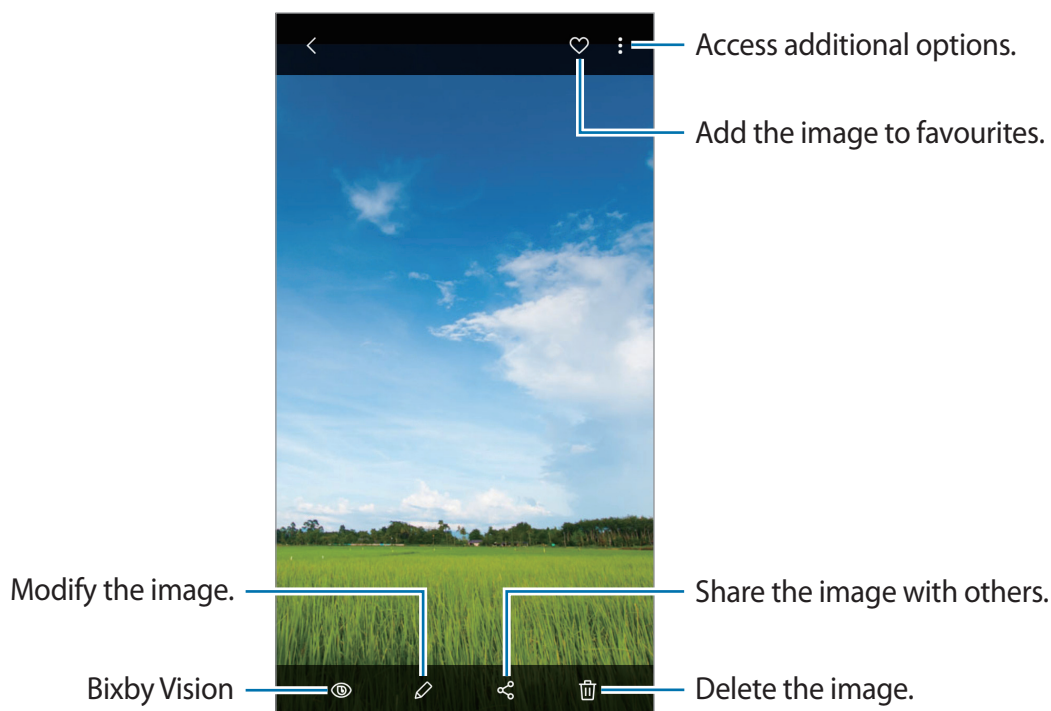 Access additional options.
Add the image to favourites.
Modify the image.
Share the image with others.
Bixby Vision
Delete the image.